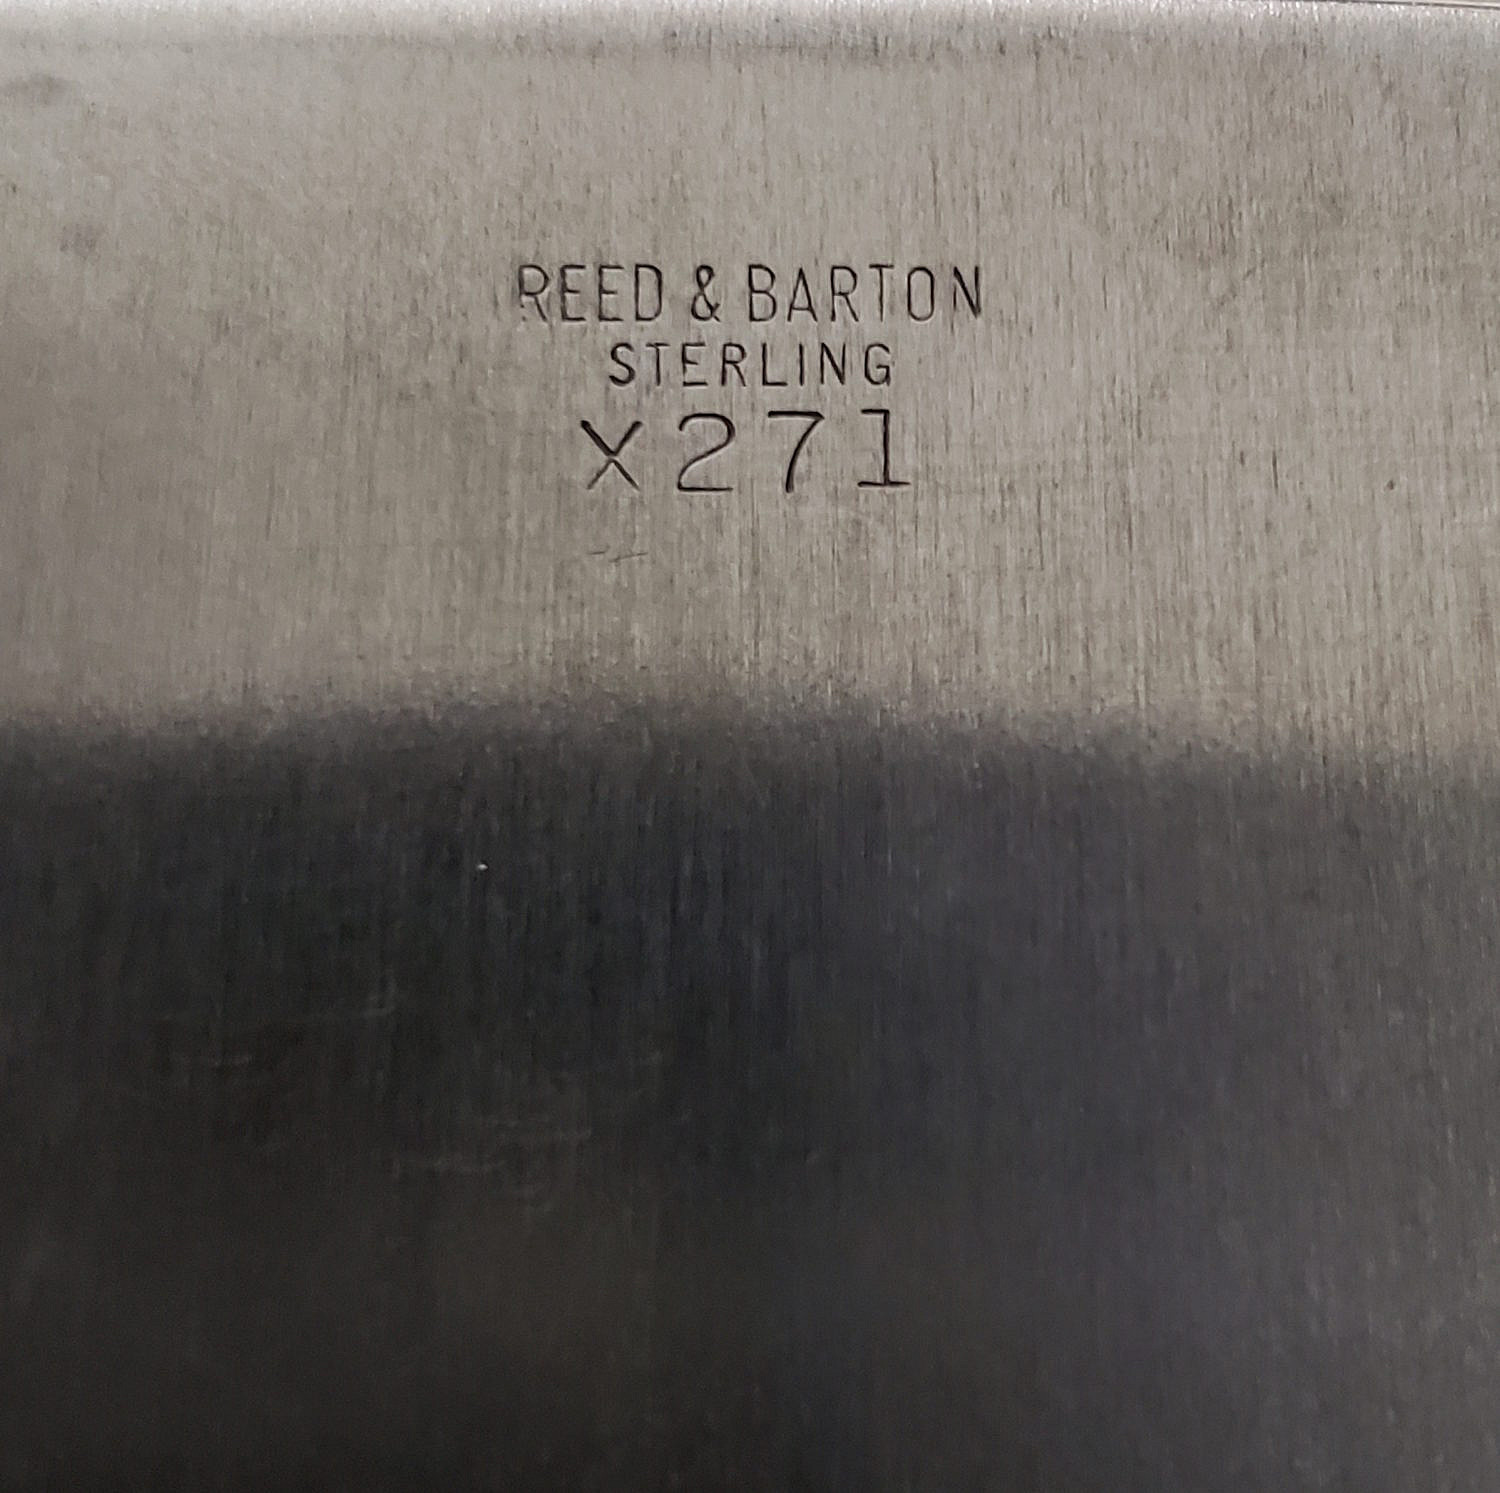 REED & BARTON
STERLING
X271